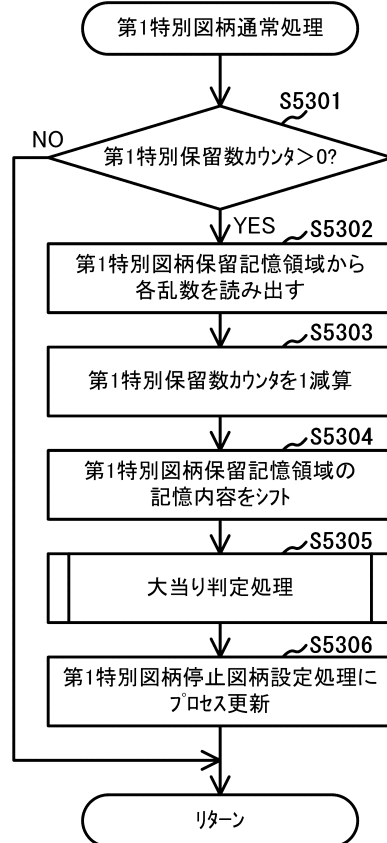 第1特別図柄通常処理
S5301
NO
第1特別保留数カウンタ＞0?
YES
S5302
第1特別図柄保留記憶領域から
各乱数を読み出す
S5303
第1特別保留数カウンタを1減算
S5304
第1特別図柄保留記憶領域の
記憶内容をシフト
S5305
大当り判定処理
S5306
第1特別図柄停止図柄設定処理に
プロセス更新
リターン